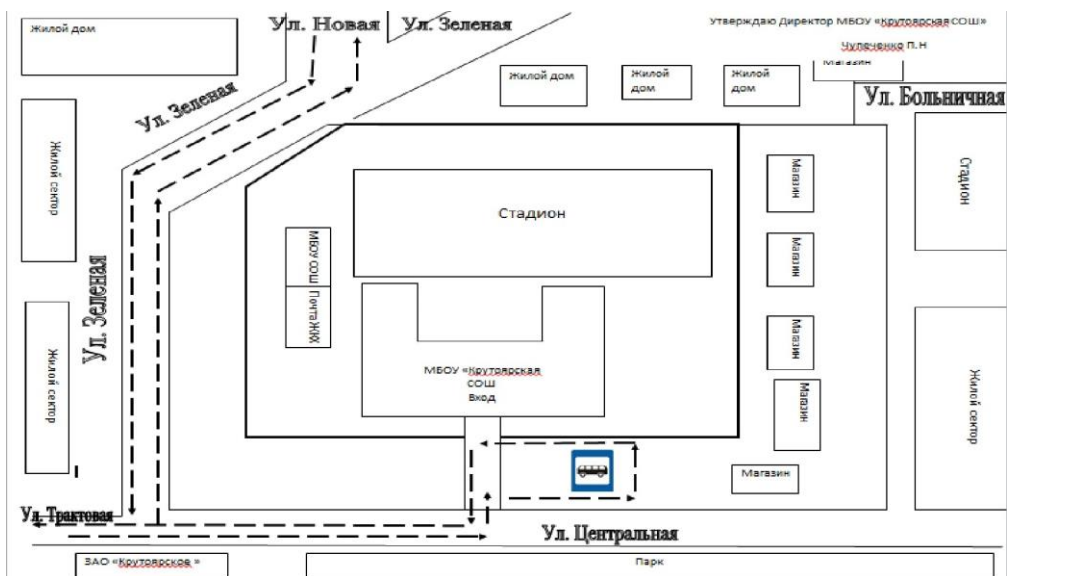 Жилой дом
Ул. Новая
Ул. Зеленая
Утверждаю Директор МБОУ «Крутоярская СОШ»
Чупеченко П.Н
Магазин
Жилой дом
Жилой
дом
Жилой
дом
Ул. Больничная
Ул. Зеленая
Жилой сектор
Стадион
Магазин
Стадион
МБОУ СОШ
Магазин
Ул. Зеленая
Почта ЖКХ
Магазин
Жилой сектор
МБОУ «Крутоярская
СОШ
Вход
Магазин
Жилой сектор
Магазин
Ул. Трактовая
Ул. Центральная
ЗАО «Крутоярское »
Парк